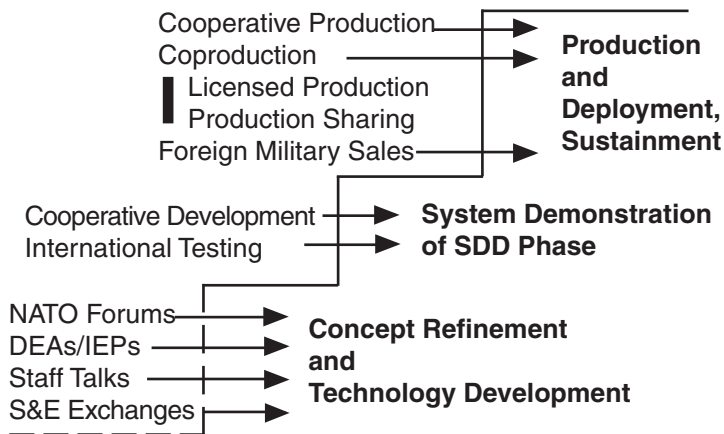 Cooperative Production
Coproduction
Licensed Production
Production Sharing
Foreign Military Sales
Production
and
Deployment,
Sustainment
Cooperative Development
International Testing
System Demonstration
of SDD Phase
NATO Forums
DEAs/IEPs
Staff Talks
S&E Exchanges
Concept Refinement
and
Technology Development